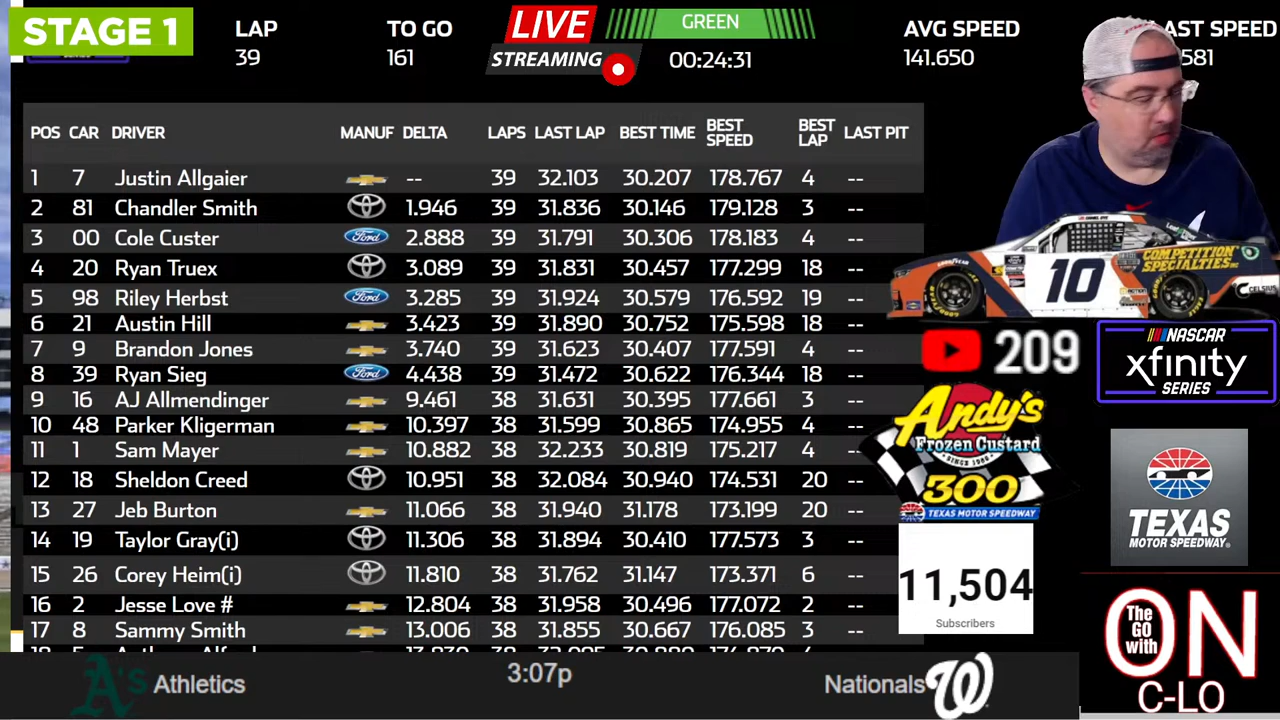 STAGE 1
LAP TO GO LIVE GREEN AVG SPEED AST SPEED
39 161 STREAMING 00:24:31 141.650 581
POS CAR DRIVER MANUF DELTA LAPS LAST LAP BEST TIME BEST SPEED BEST LAP LAST PIT
1 7 Justin Allgaier -- 39 32.103 30.207 178.767 4 --
2 81 Chandler Smith 1.946 39 31.836 30.146 179.128 3 --
3 00 Cole Custer Ford 2.888 39 31.791 30.306 178.183 4 --
4 20 Ryan Truex 3.089 39 31.831 30.457 177.299 18 --
5 98 Riley Herbst Ford 3.285 39 31.924 30.579 176.592 19 --
6 21 Austin Hill 3.423 39 31.890 30.752 175.598 18 --
7 9 Brandon Jones 3.740 39 31.623 30.407 177.591 4 --
8 39 Ryan Sieg Ford 4.438 39 31.472 30.622 176.344 18 --
9 16 AJ Allmendinger 9.461 38 31.631 30.395 177.661 3 --
10 48 Parker Kligerman 10.397 38 31.599 30.865 174.955 4 --
11 1 Sam Mayer 10.882 38 32.233 30.819 175.217 4 --
12 18 Sheldon Creed 10.951 38 32.084 30.940 174.531 20 --
13 27 Jeb Burton 11.066 38 31.940 31.178 173.199 20 --
14 19 Taylor Gray(i) 11.306 38 31.894 30.410 177.573 3 --
15 26 Corey Heim(i) 11.810 38 31.762 31.147 173.371 6 --
16 2 Jesse Love # 12.804 38 31.958 30.496 177.072 2 --
17 8 Sammy Smith 13.006 38 31.855 30.667 176.085 3 --
10
COMPETITION
SPECIALTIES INC
CELSIUS
209
NASCAR
xfinity
SERIES
Andy's
Frozen Custard
SINCE 1986
300
TEXAS MOTOR SPEEDWAY
TEXAS
MOTOR SPEEDWAY
11,504
Subscribers
The GO with ON
C-LO
A's Athletics 3:07p Nationals W